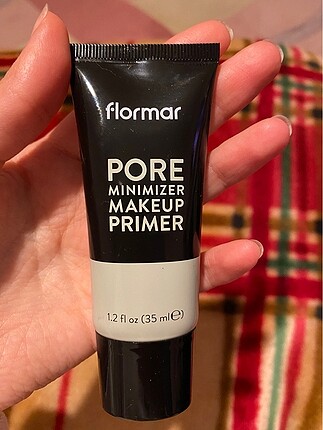 flormar
PORE
MINIMIZER
MAKEUP
PRIMER
1.2 fl oz (35 ml℮)